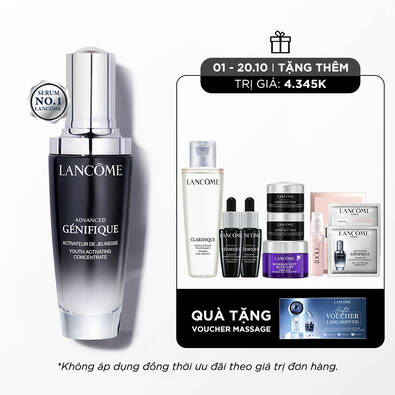 01 - 20.10 | TẶNG THÊM
TRỊ GIÁ: 4.345K
SERUM
NO.1
LANCÔME
LANCÔME
ADVANCED
GÉNIFIQUE
ACTIVATEUR DE JEUNESSE
YOUTH ACTIVATING
CONCENTRATE
LANCÔME
CLARIFIQUE
LANCÔME
LANCÔME
QUÀ TẶNG
VOUCHER MASSAGE
LANCÔME
Gift
VOUCHER
*Không áp dụng đồng thời ưu đãi theo giá trị đơn hàng.